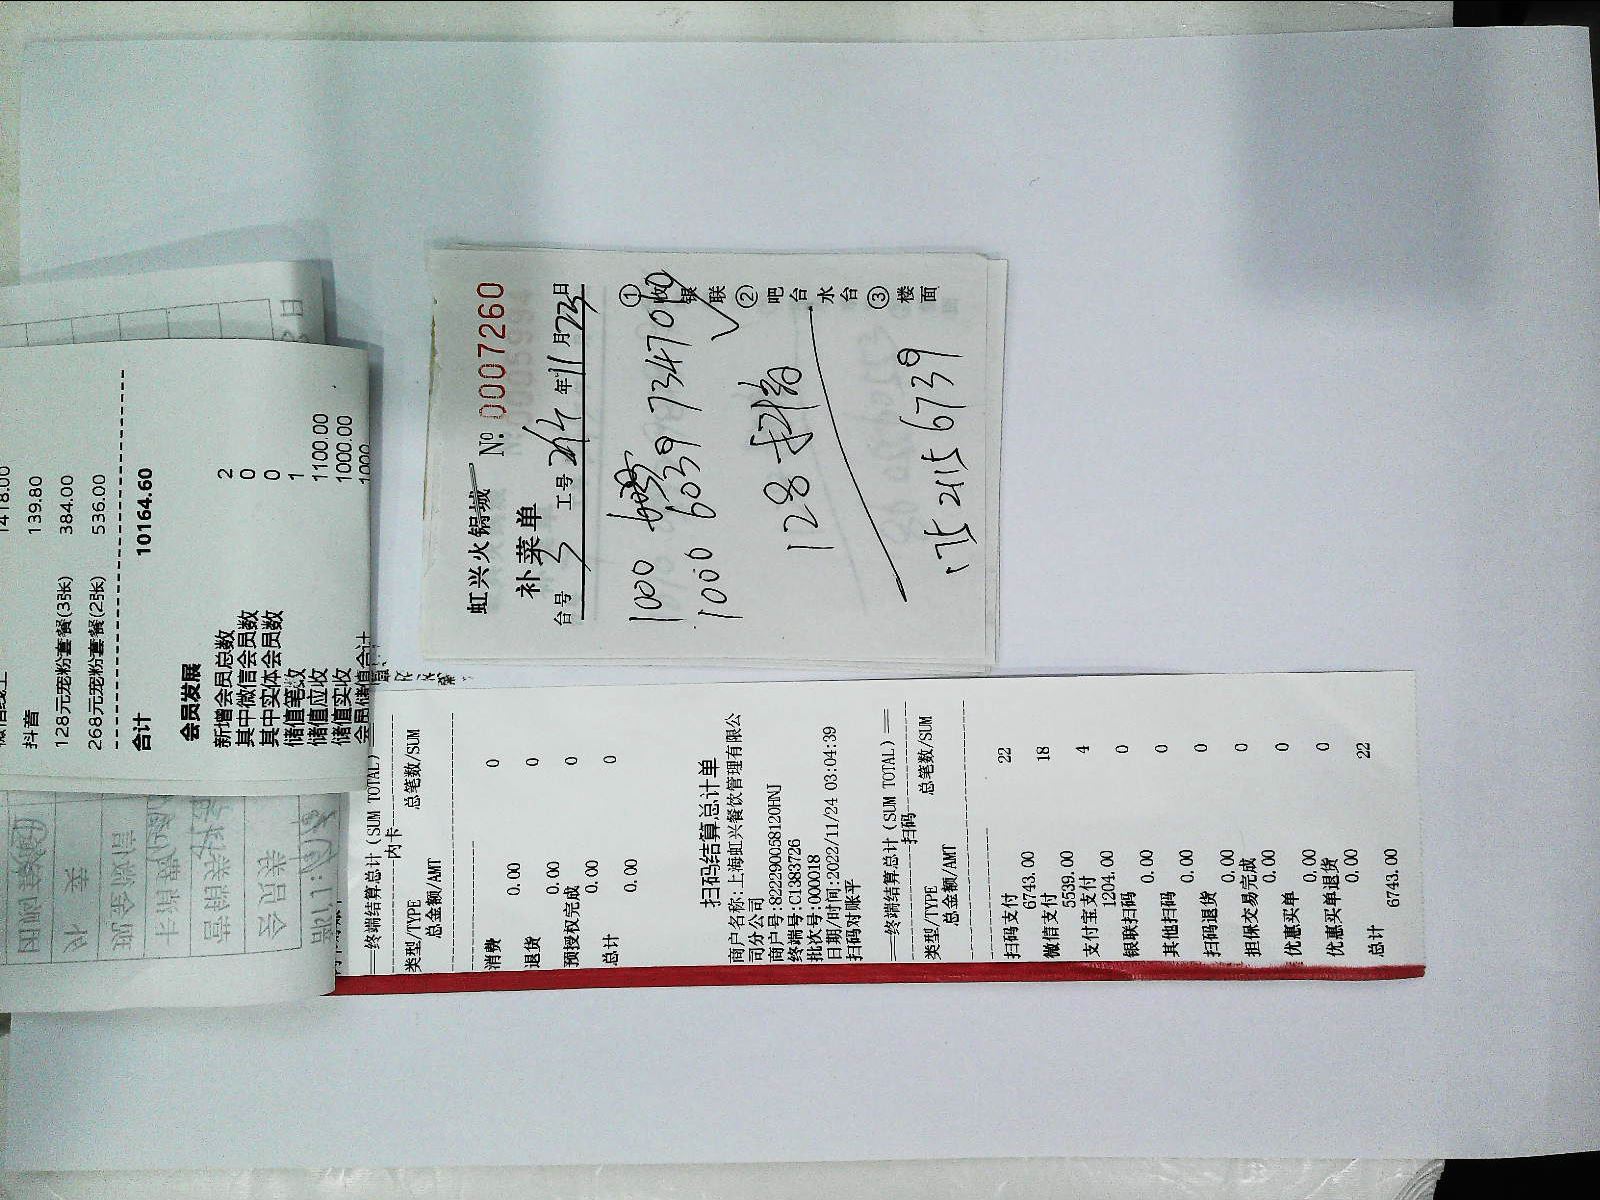 抖音 139.80
128元宠粉套餐(3张) 384.00
268元宠粉套餐(2张) 536.00
合计 10164.60
会员发展
新增会员总数 2
其中微信会员数 0
其中实体会员数 0
储值笔数 1
储值应收 1100.00
储值实收 1000.00
会员储值合计
虹兴火锅城 № 0007260
补菜单
台号 工号 年 11 月 23 日
1000
1000 6039 7347 089
128 抖音
175 2115 6739
①收银联
②吧台水台
③楼面
终端结算总计(SUM TOTAL)
内卡
类型/TYPE 总笔数/SUM
总金额/AMT
消费 0
0.00
退货 0
0.00
预授权完成 0
0.00
总计 0
0.00
扫码结算总计单
商户名称:上海虹兴餐饮管理有限公
司分公司
商户号:822290058120HNJ
终端号:C1383726
批次号:000018
日期/时间:2022/11/24 03:04:39
扫码对账平
终端结算总计(SUM TOTAL)
扫码
类型/TYPE 总笔数/SUM
总金额/AMT
扫码支付 22
6743.00
微信支付 18
5539.00
支付宝支付 4
1204.00
银联扫码 0
0.00
其他扫码 0
0.00
扫码退货 0
0.00
担保交易完成 0
0.00
优惠买单 0
0.00
优惠买单退货 0
0.00
总计 22
6743.00